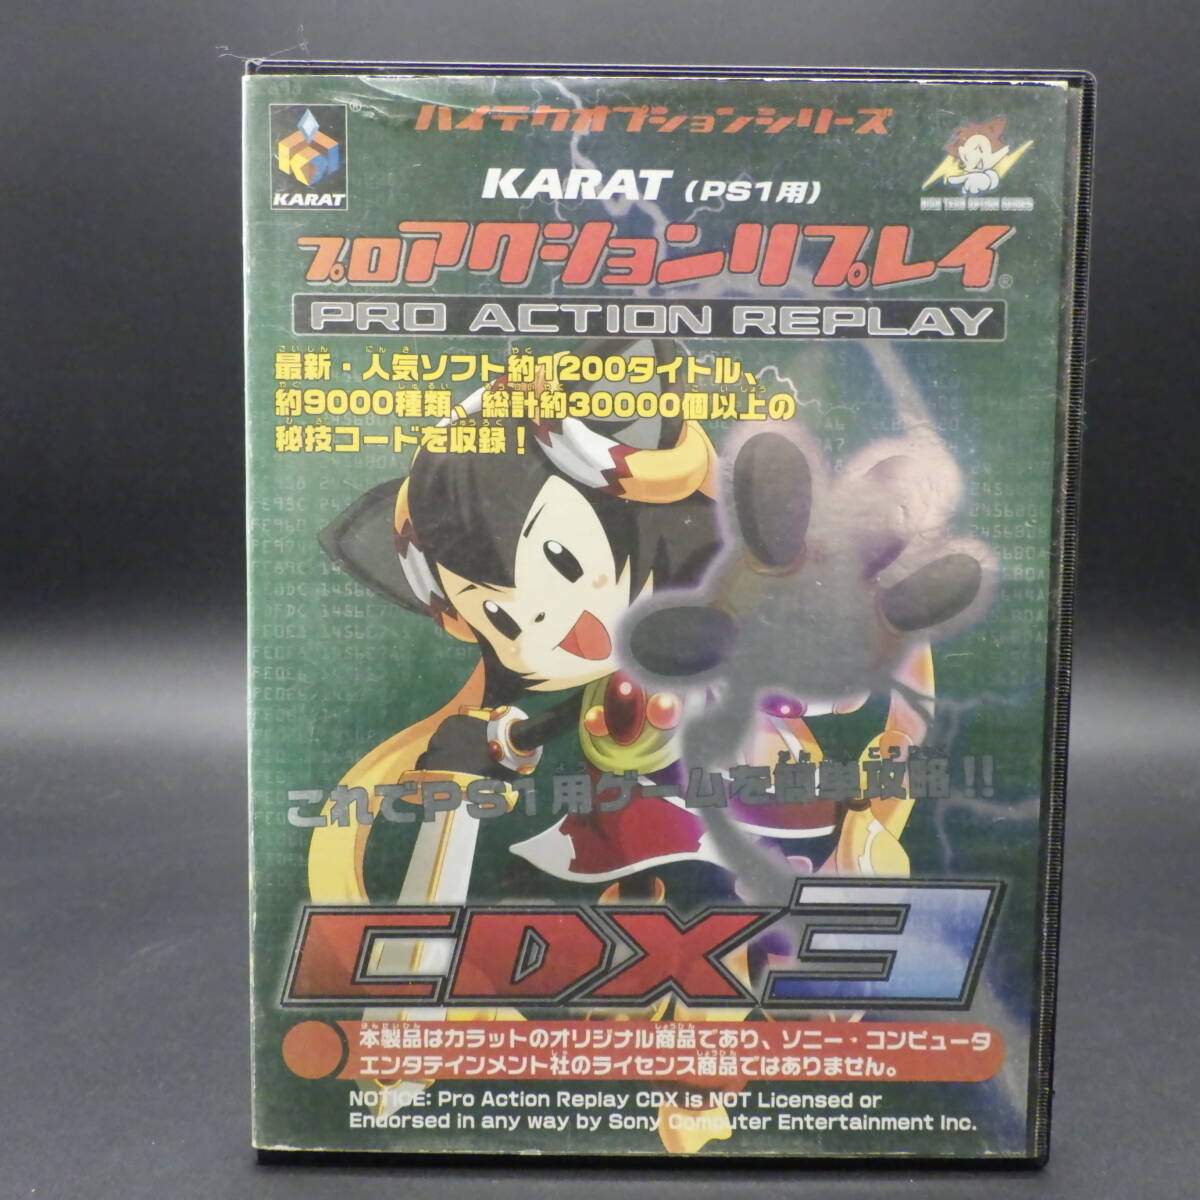 ハイテクオプションシリーズ
KARAT
KARAT (PS1用)
プロアクションリプレイ®
PRO ACTION REPLAY
最新・人気ソフト約1200タイトル、
約9000種類、総計約30000個以上の
秘技コードを収録！
これでPS1用ゲームを簡単攻略！！
CDX3
本製品はカラットのオリジナル商品であり、ソニー・コンピュータ
エンタテインメント社のライセンス商品ではありません。
NOTICE: Pro Action Replay CDX is NOT Licensed or
Endorsed in any way by Sony Computer Entertainment Inc.